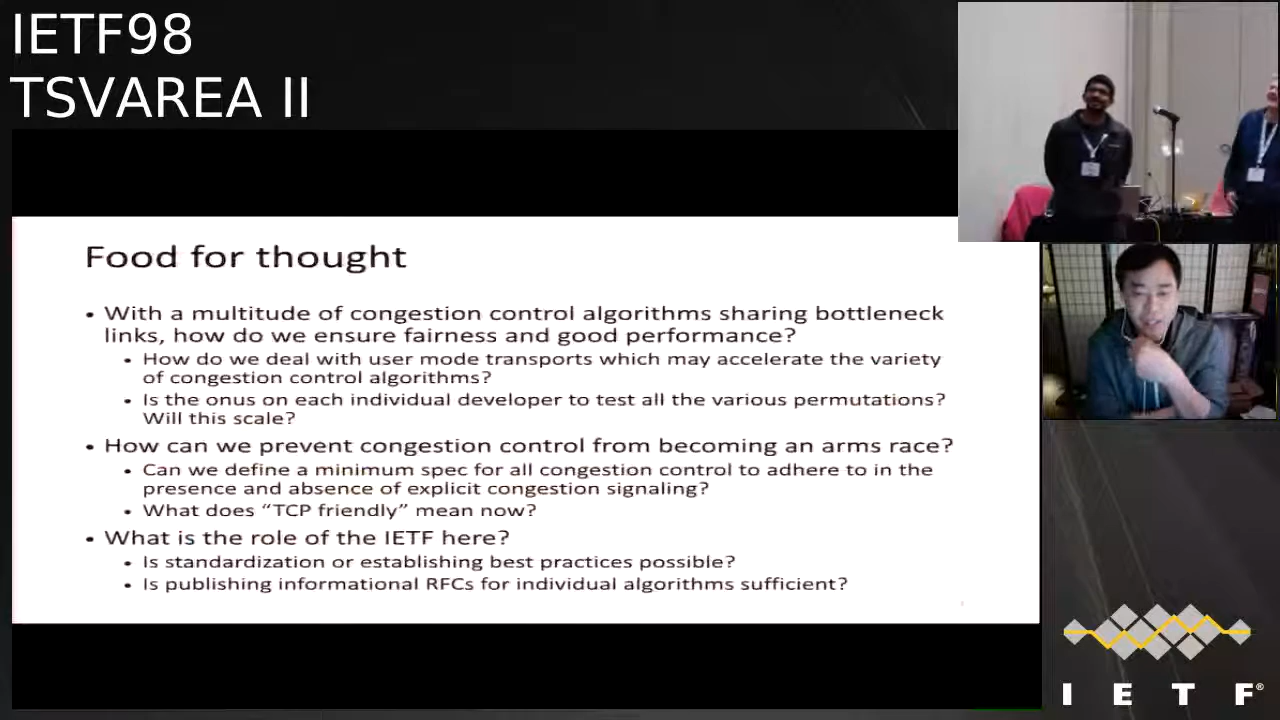 IETF98
TSVAREA II
Food for thought
• With a multitude of congestion control algorithms sharing bottleneck
links, how do we ensure fairness and good performance?
• How do we deal with user mode transports which may accelerate the variety
of congestion control algorithms?
• Is the onus on each individual developer to test all the various permutations?
Will this scale?
• How can we prevent congestion control from becoming an arms race?
• Can we define a minimum spec for all congestion control to adhere to in the
presence and absence of explicit congestion signaling?
• What does “TCP friendly” mean now?
• What is the role of the IETF here?
• Is standardization or establishing best practices possible?
• Is publishing informational RFCs for individual algorithms sufficient?
I E T F®